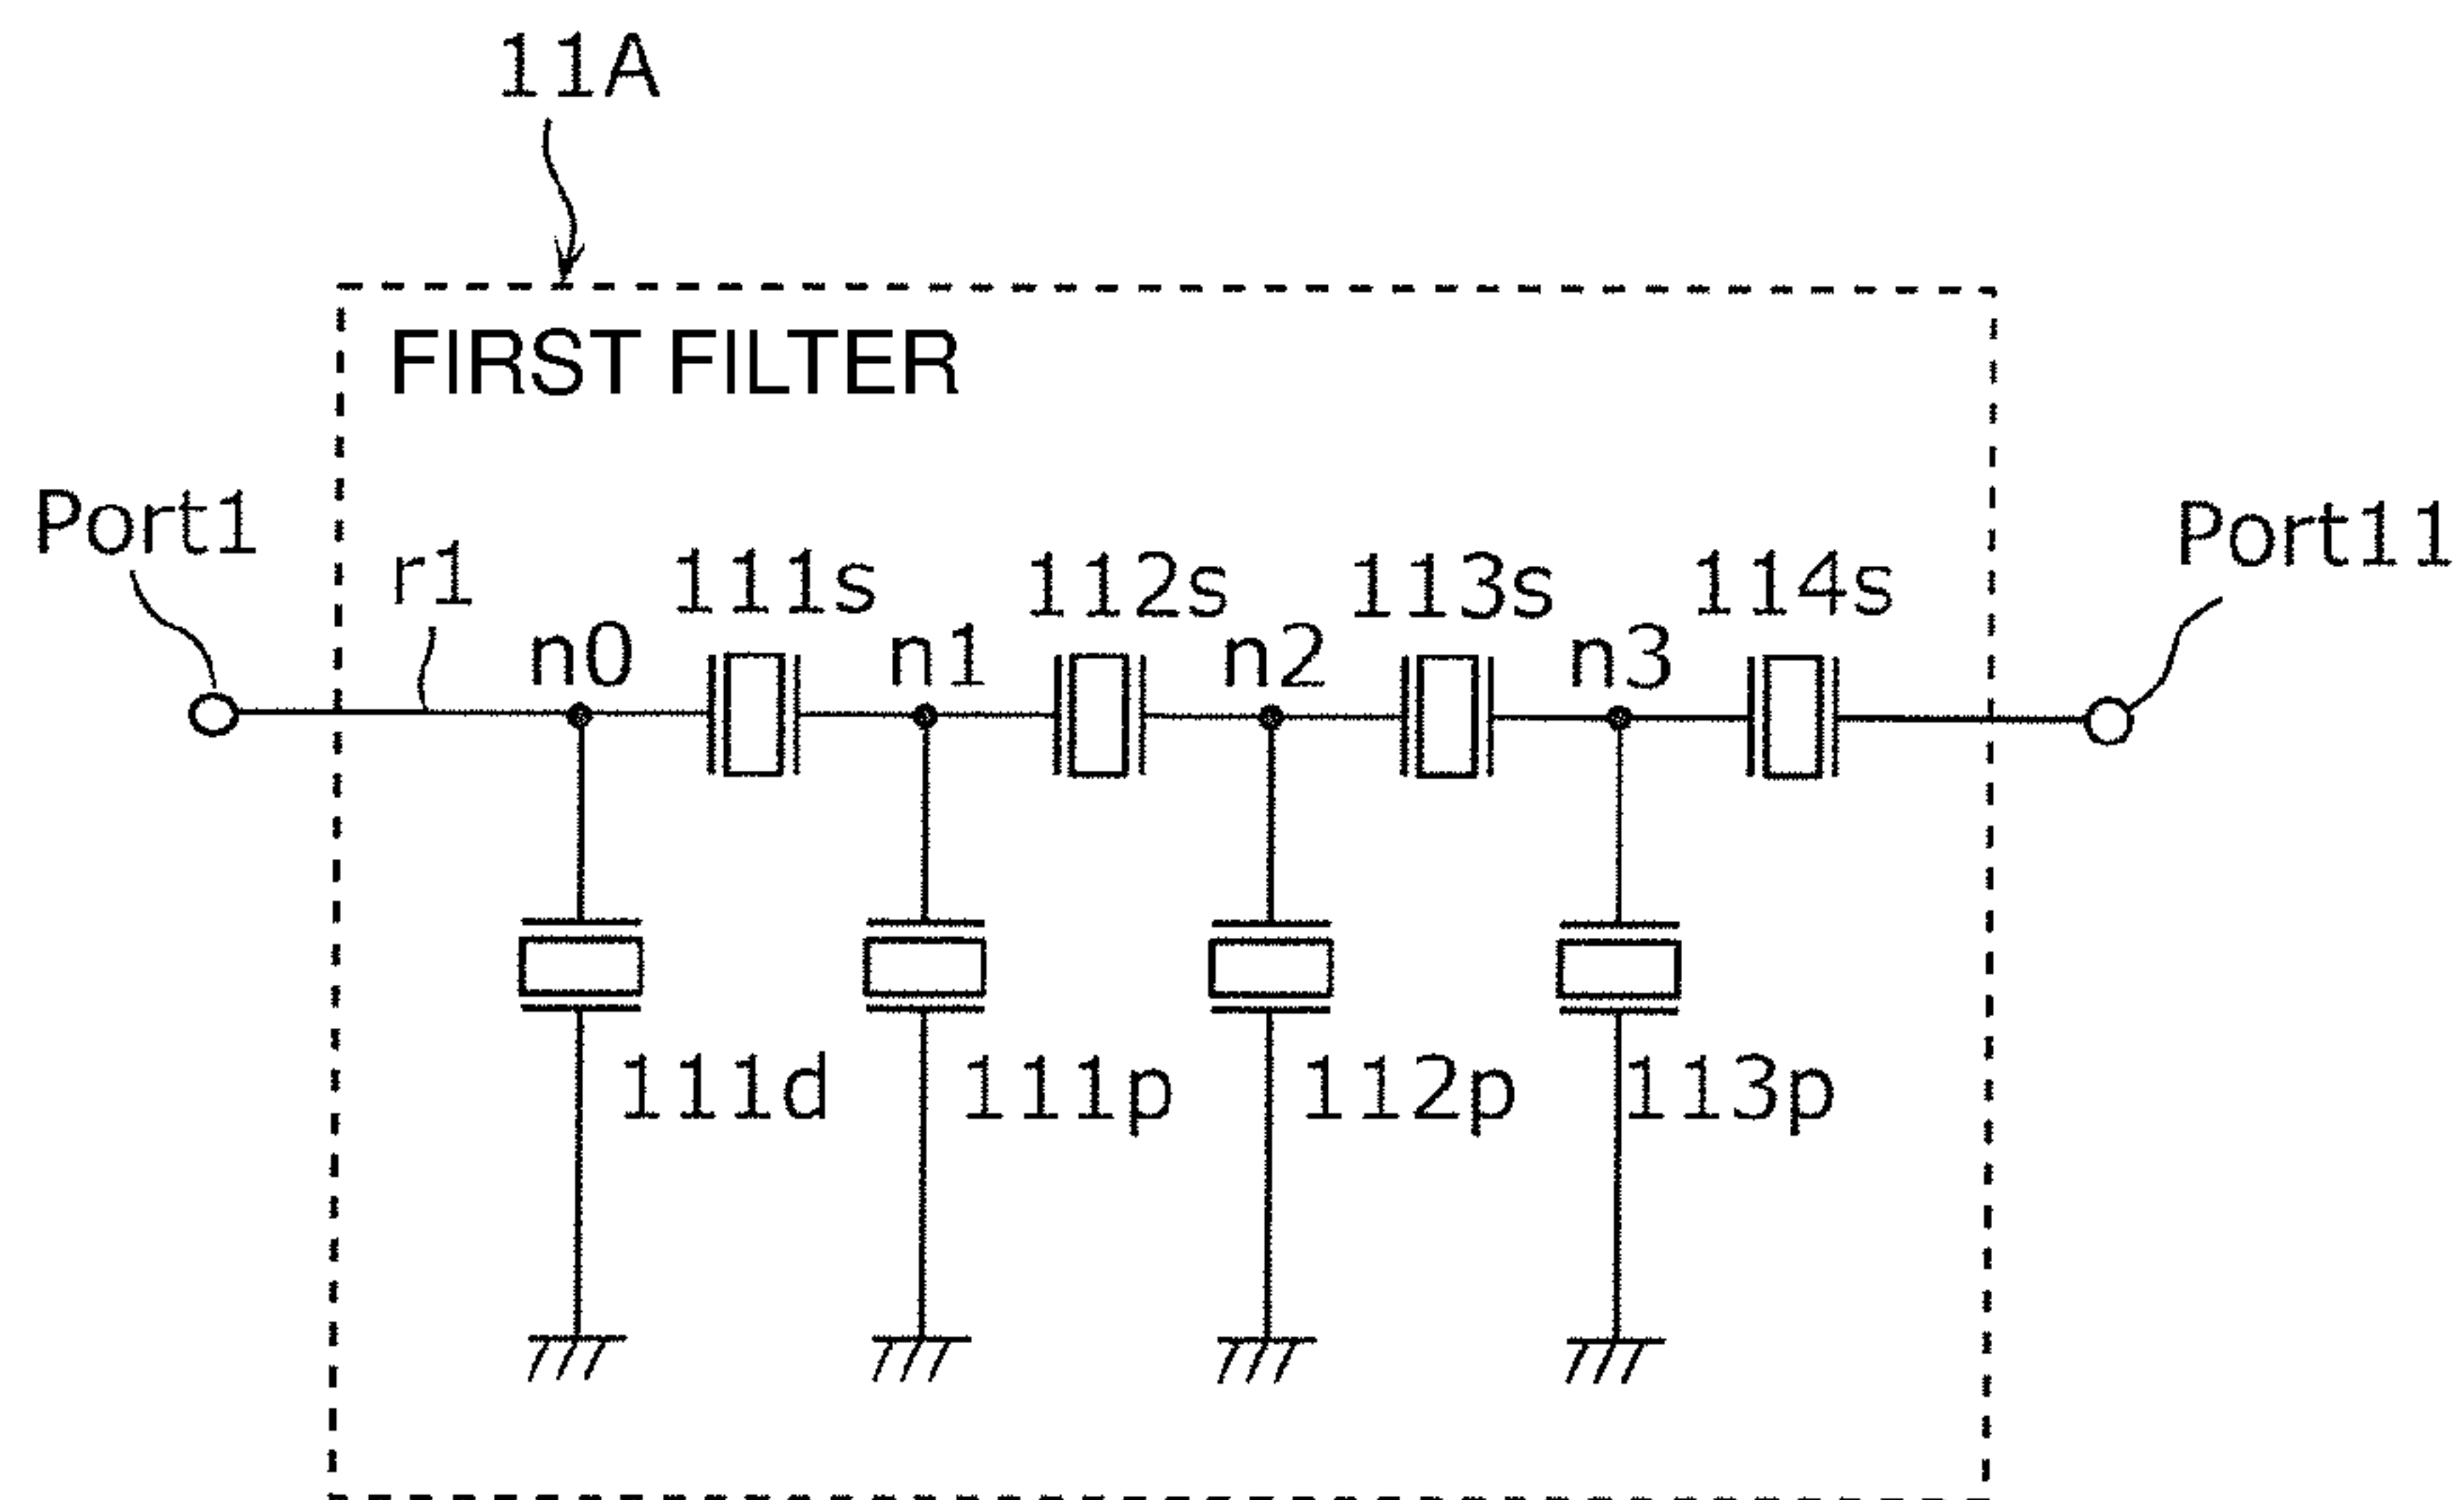 11A
FIRST FILTER
Port1
r1
n0
111s
n1
112s
n2
113s
n3
114s
Port11
111d
111p
112p
113p